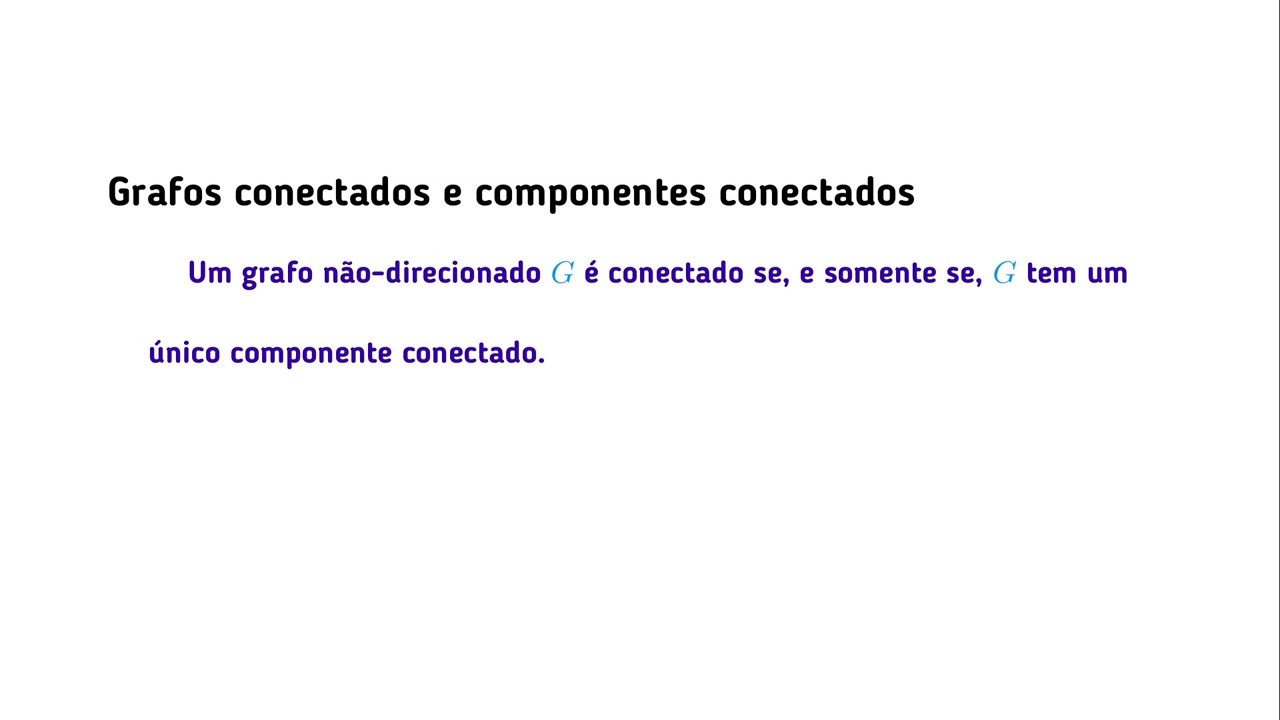 Grafos conectados e componentes conectados
Um grafo não-direcionado G é conectado se, e somente se, G tem um
único componente conectado.